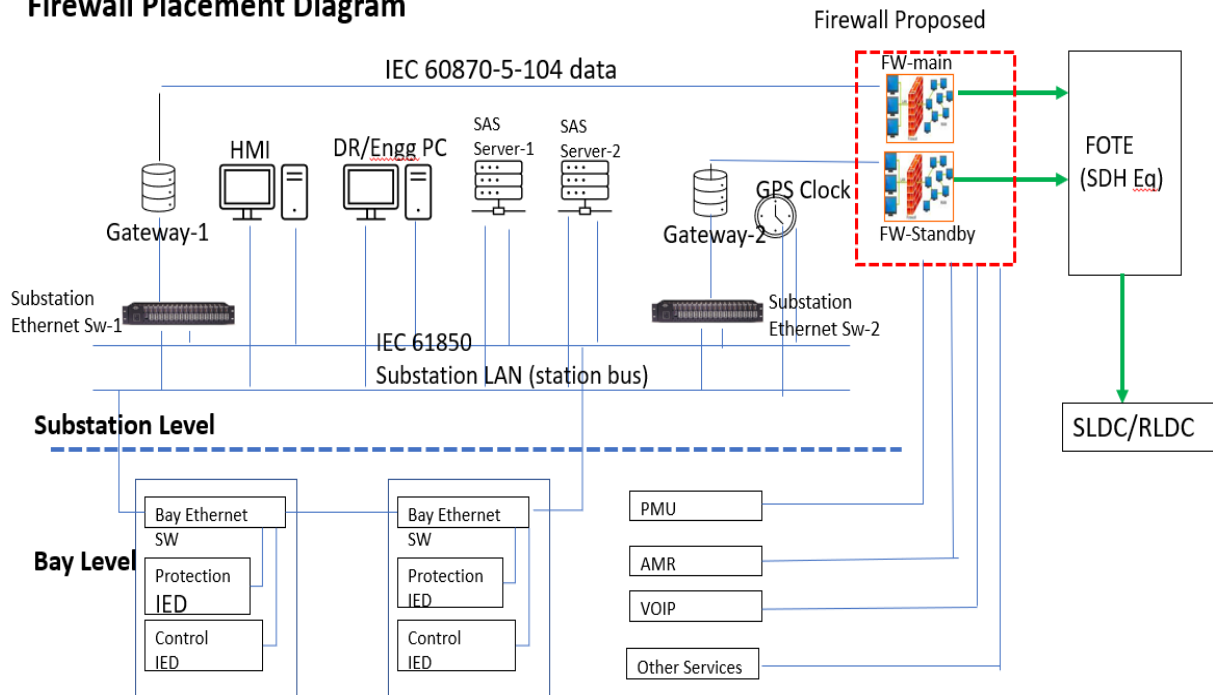 Firewall Placement Diagram
Firewall Proposed
IEC 60870-5-104 data
FW-main
SAS
Server-1
SAS
Server-2
HMI
DR/Engg PC
FOTE
(SDH Eq)
GPS Clock
Gateway-1
Gateway-2
FW-Standby
Substation
Ethernet Sw-1
Substation
Ethernet Sw-2
IEC 61850
Substation LAN (station bus)
Substation Level
SLDC/RLDC
Bay Level
Bay Ethernet
SW
Protection
IED
Control
IED
Bay Ethernet
SW
Protection
IED
Control
IED
PMU
AMR
VOIP
Other Services